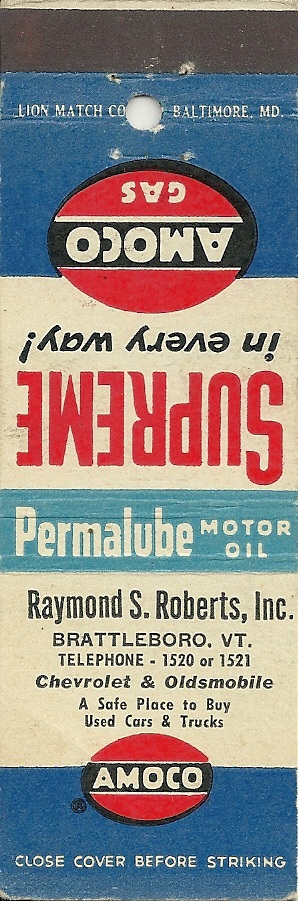 LION MATCH CO BALTIMORE, MD.
AMOCO
GAS
SUPREME
in every way!
Permalube MOTOR
OIL
Raymond S. Roberts, Inc.
BRATTLEBORO, VT.
TELEPHONE - 1520 or 1521
Chevrolet & Oldsmobile
A Safe Place to Buy
Used Cars & Trucks
AMOCO
®
CLOSE COVER BEFORE STRIKING